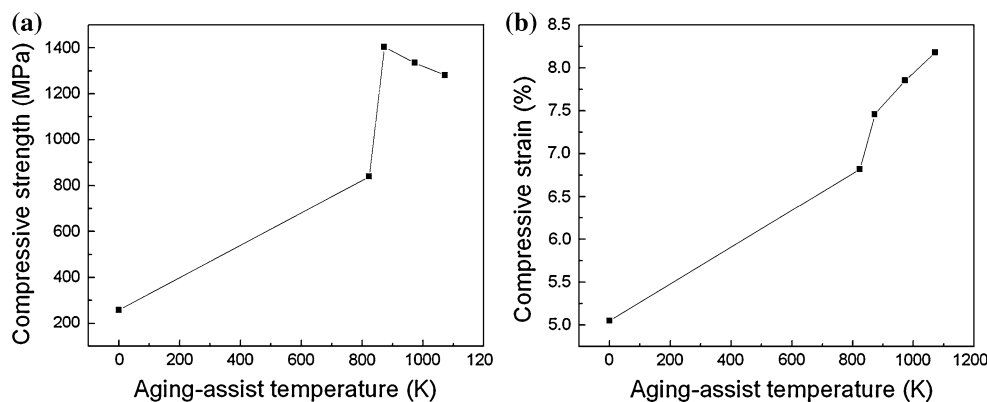 (a)
1400
1200
1000
800
600
400
200
Compressive strength (MPa)
0 200 400 600 800 1000 120
Aging-assist temperature (K)
(b)
8.5
8.0
7.5
7.0
6.5
6.0
5.5
5.0
Compressive strain (%)
0 200 400 600 800 1000 1200
Aging-assist temperature (K)